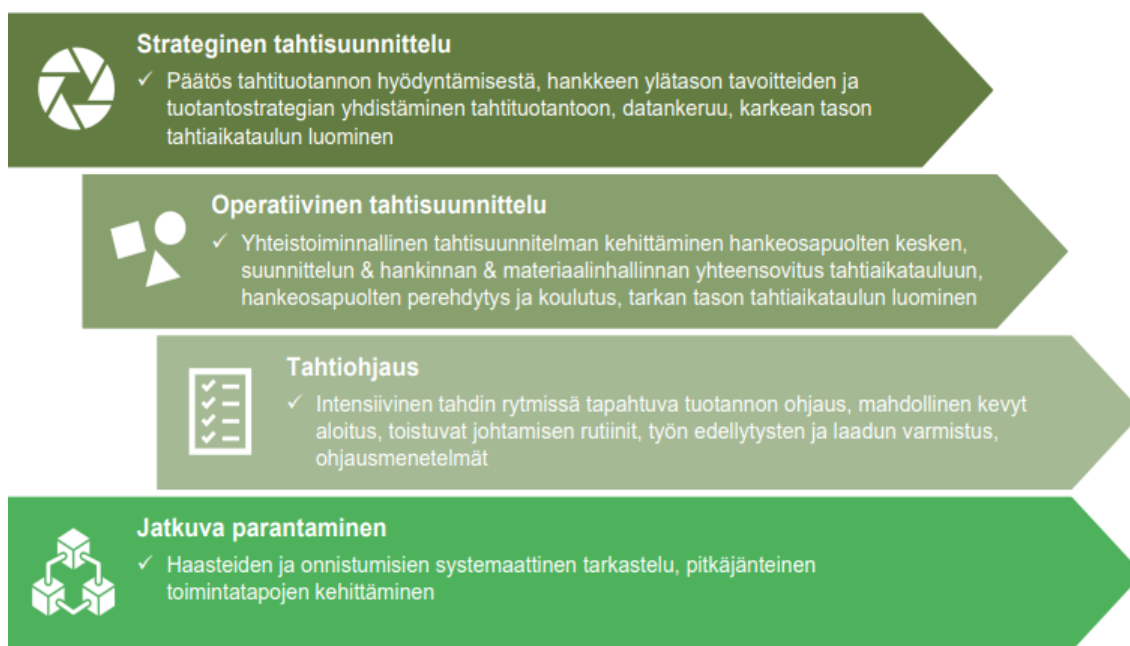 Strateginen tahtisuunnittelu
✓ Päätös tahtituotannon hyödyntämisestä, hankkeen ylätason tavoitteiden ja
tuotantostrategian yhdistäminen tahtituotantoon, datankeruu, karkean tason
tahtiaikataulun luominen
Operatiivinen tahtisuunnittelu
✓ Yhteistoiminnallinen tahtisuunnitelman kehittäminen hankeosapuolten kesken,
suunnittelun & hankinnan & materiaalinhallinnan yhteensovitus tahtiaikatauluun,
hankeosapuolten perehdytys ja koulutus, tarkan tason tahtiaikataulun luominen
Tahtiohjaus
✓ Intensiivinen tahdin rytmissä tapahtuva tuotannon ohjaus, mahdollinen kevyt
aloitus, toistuvat johtamisen rutiinit, työn edellytysten ja laadun varmistus,
ohjausmenetelmät
Jatkuva parantaminen
✓ Haasteiden ja onnistumisien systemaattinen tarkastelu, pitkäjänteinen
toimintatapojen kehittäminen